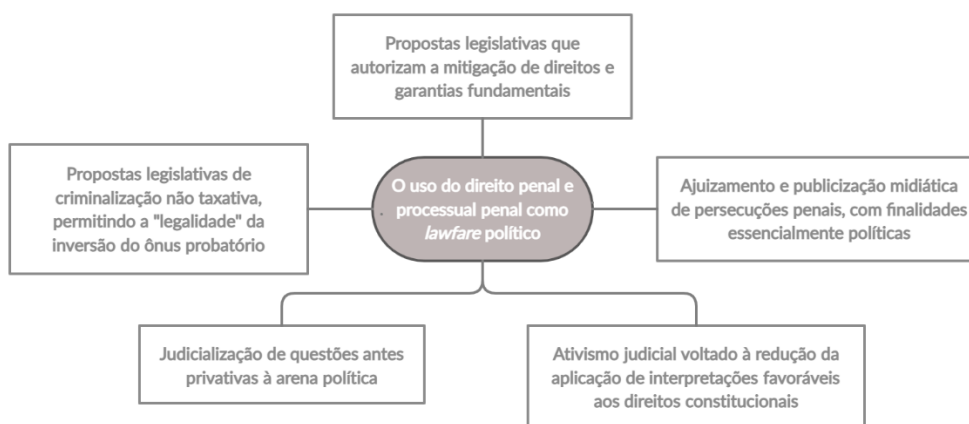 Propostas legislativas que
autorizam a mitigação de direitos e
garantias fundamentais
Propostas legislativas de
criminalização não taxativa,
permitindo a "legalidade" da
inversão do ônus probatório
O uso do direito penal e
processual penal como
lawfare político
Ajuizamento e publicização midiática
de persecuções penais, com finalidades
essencialmente políticas
Judicialização de questões antes
privativas à arena política
Ativismo judicial voltado à redução da
aplicação de interpretações favoráveis
aos direitos constitucionais